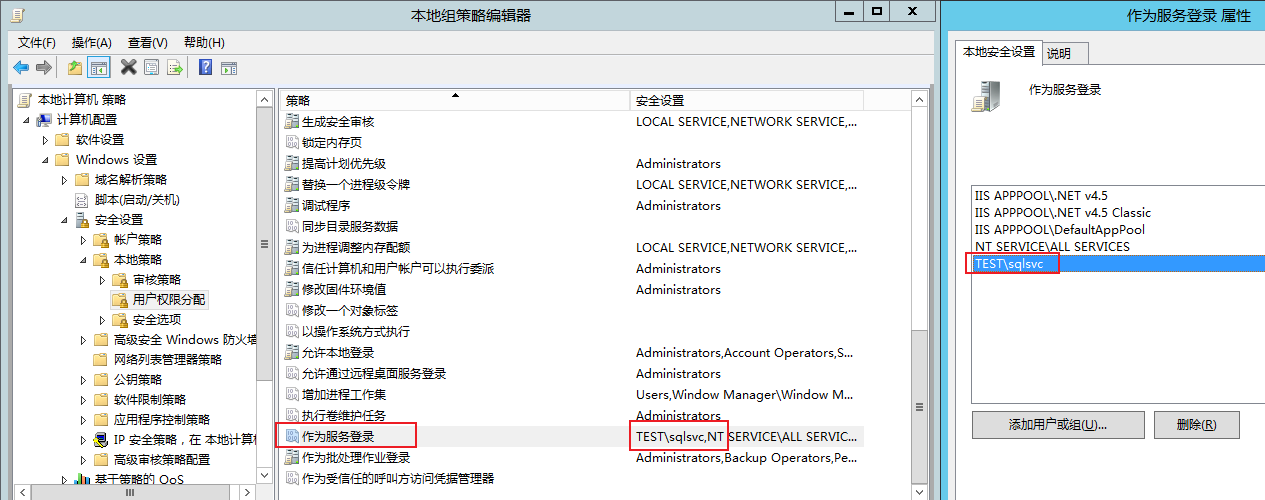 本地组策略编辑器
文件(F) 操作(A) 查看(V) 帮助(H)
本地计算机 策略
计算机配置
软件设置
Windows 设置
域名解析策略
脚本(启动/关机)
安全设置
帐户策略
本地策略
审核策略
用户权限分配
安全选项
高级安全 Windows 防火墙
网络列表管理器策略
公钥策略
软件限制策略
应用程序控制策略
IP 安全策略，在 本地计算机
高级审核策略配置
基于策略的 QoS
策略 安全设置
生成安全审核 LOCAL SERVICE,NETWORK SERVICE,...
锁定内存页
提高计划优先级 Administrators
替换一个进程级令牌 LOCAL SERVICE,NETWORK SERVICE,...
调试程序 Administrators
同步目录服务数据
为进程调整内存配额 LOCAL SERVICE,NETWORK SERVICE,...
信任计算机和用户帐户可以执行委派 Administrators
修改固件环境值 Administrators
修改一个对象标签
以操作系统方式执行
允许本地登录 Administrators,Account Operators,S...
允许通过远程桌面服务登录 Administrators
增加进程工作集 Users,Window Manager\Window M...
执行卷维护任务 Administrators
作为服务登录 TEST\sqlsvc,NT SERVICE\ALL SERVIC...
作为批处理作业登录 Administrators,Backup Operators,Pe...
作为受信任的呼叫方访问凭据管理器
作为服务登录 属性
本地安全设置 说明
作为服务登录
IIS APPPOOL\.NET v4.5
IIS APPPOOL\.NET v4.5 Classic
IIS APPPOOL\DefaultAppPool
NT SERVICE\ALL SERVICES
TEST\sqlsvc
添加用户或组(U)... 删除(R)